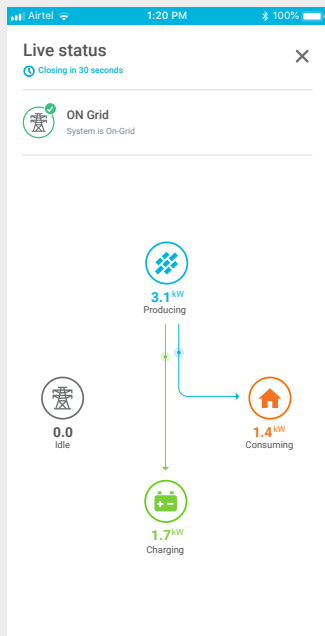 Airtel 1:20 PM 100%
Live status
Closing in 30 seconds
ON Grid
System is On-Grid
3.1 kW
Producing
0.0
Idle
1.4 kW
Consuming
1.7 kW
Charging